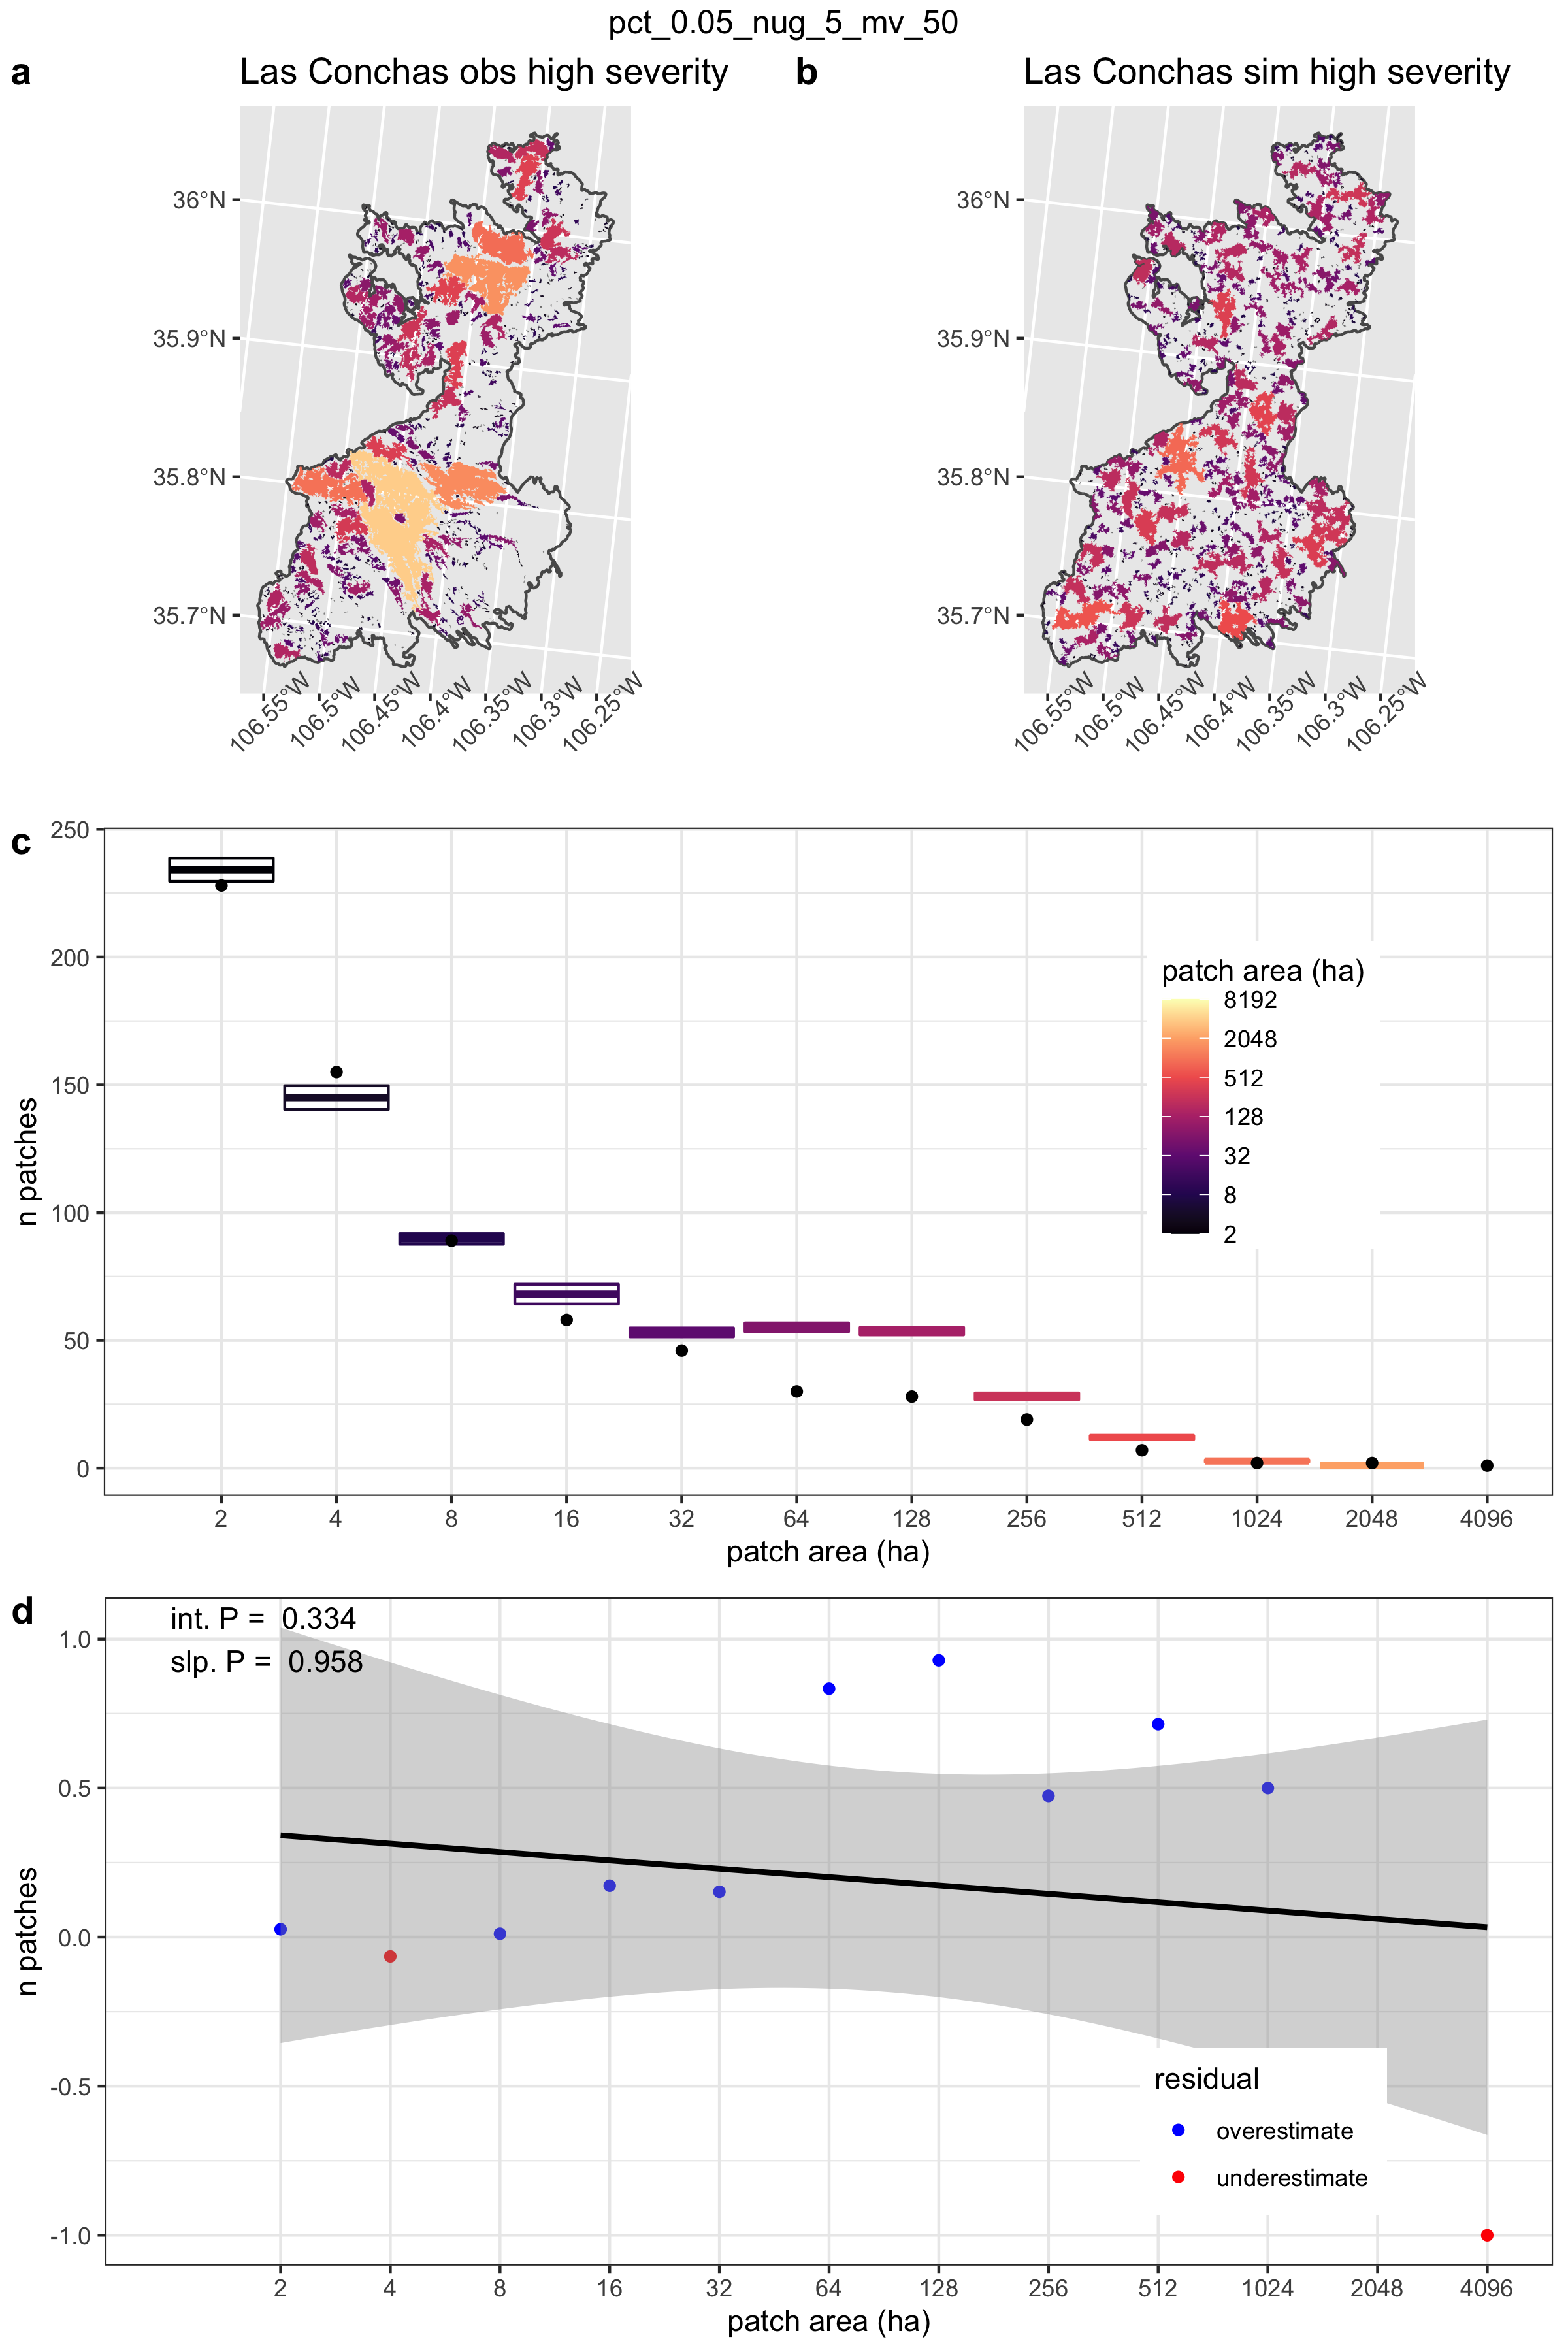 pct_0.05_nug_5_mv_50
a
Las Conchas obs high severity
b
Las Conchas sim high severity
36°N
35.9°N
35.8°N
35.7°N
106.55°W
106.5°W
106.45°W
106.4°W
106.35°W
106.3°W
106.25°W
36°N
35.9°N
35.8°N
35.7°N
106.55°W
106.5°W
106.45°W
106.4°W
106.35°W
106.3°W
106.25°W
c
n patches
250
200
150
100
50
0
patch area (ha)
8192
2048
512
128
32
8
2
2 4 8 16 32 64 128 256 512 1024 2048 4096
patch area (ha)
d
n patches
int. P = 0.334
slp. P = 0.958
1.0
0.5
0.0
-0.5
-1.0
residual
overestimate
underestimate
2 4 8 16 32 64 128 256 512 1024 2048 4096
patch area (ha)